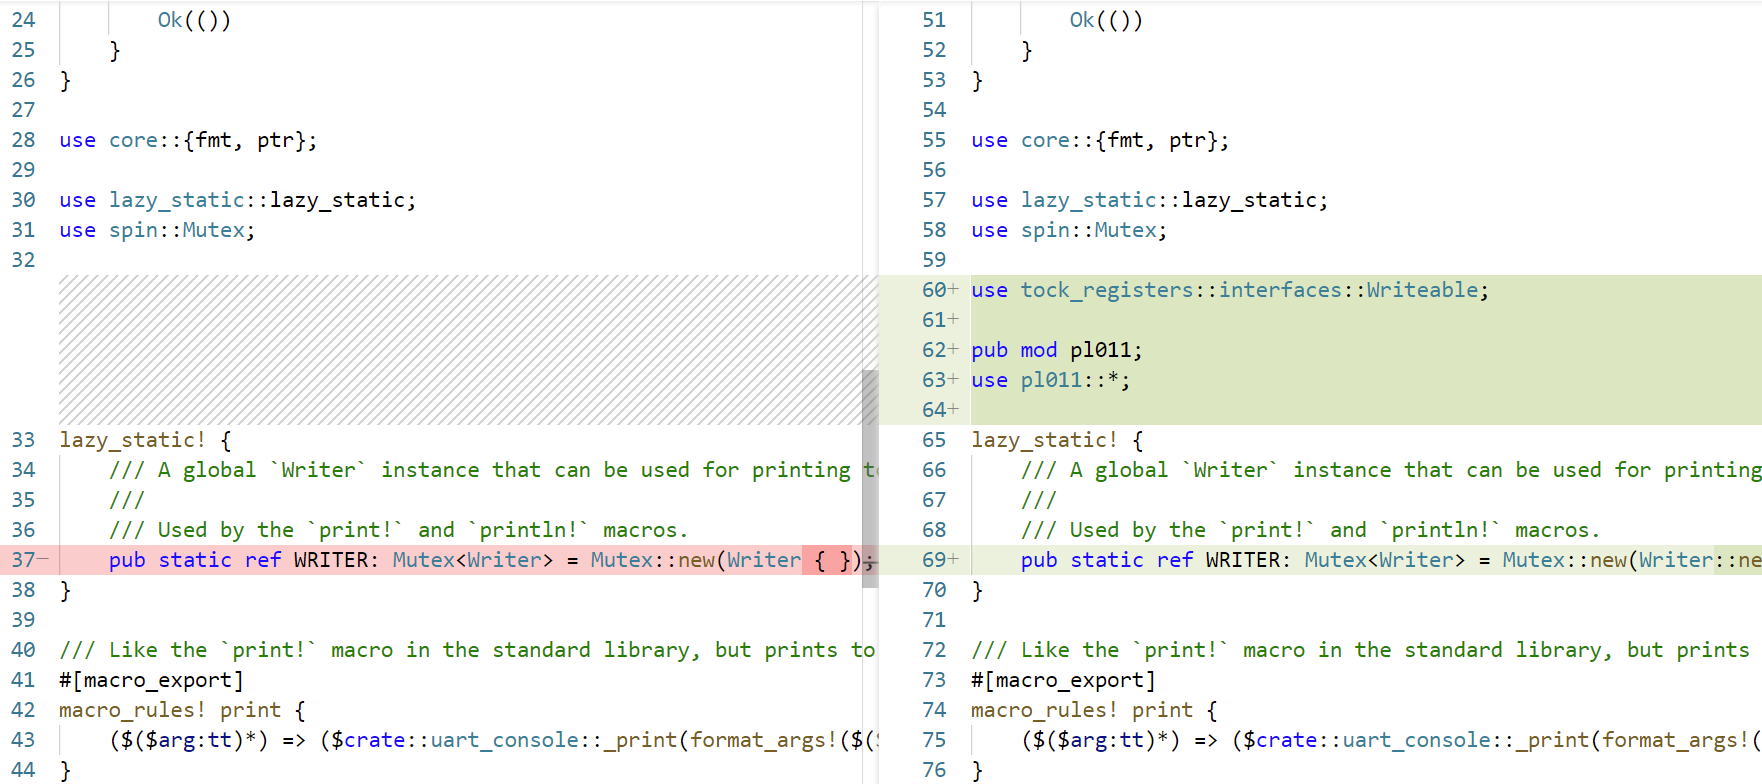 24 Ok(())
25 }
26 }
27
28 use core::{fmt, ptr};
29
30 use lazy_static::lazy_static;
31 use spin::Mutex;
32
33 lazy_static! {
34 /// A global `Writer` instance that can be used for printing t
35 ///
36 /// Used by the `print!` and `println!` macros.
37− pub static ref WRITER: Mutex<Writer> = Mutex::new(Writer { });
38 }
39
40 /// Like the `print!` macro in the standard library, but prints to
41 #[macro_export]
42 macro_rules! print {
43 ($($arg:tt)*) => ($crate::uart_console::_print(format_args!($(
44 }
51 Ok(())
52 }
53 }
54
55 use core::{fmt, ptr};
56
57 use lazy_static::lazy_static;
58 use spin::Mutex;
59
60+ use tock_registers::interfaces::Writeable;
61+
62+ pub mod pl011;
63+ use pl011::*;
64+
65 lazy_static! {
66 /// A global `Writer` instance that can be used for printing
67 ///
68 /// Used by the `print!` and `println!` macros.
69+ pub static ref WRITER: Mutex<Writer> = Mutex::new(Writer::ne
70 }
71
72 /// Like the `print!` macro in the standard library, but prints
73 #[macro_export]
74 macro_rules! print {
75 ($($arg:tt)*) => ($crate::uart_console::_print(format_args!(
76 }